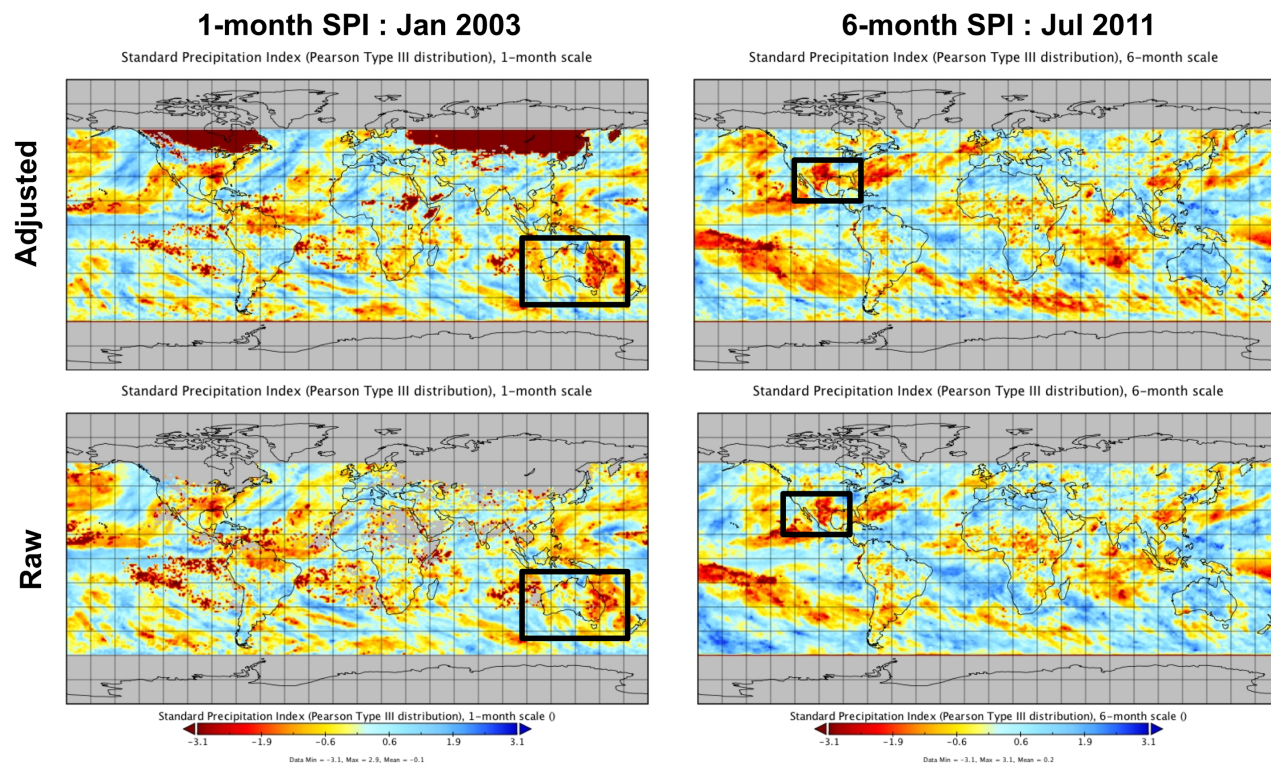 1-month SPI : Jan 2003
6-month SPI : Jul 2011
Adjusted
Standard Precipitation Index (Pearson Type III distribution), 1-month scale
Standard Precipitation Index (Pearson Type III distribution), 6-month scale
Raw
Standard Precipitation Index (Pearson Type III distribution), 1-month scale
Standard Precipitation Index (Pearson Type III distribution), 6-month scale
Standard Precipitation Index (Pearson Type III distribution), 1-month scale ()
-3.1 -1.9 -0.6 0.6 1.9 3.1
Data Min = -3.1, Max = 2.9, Mean = -0.1
Standard Precipitation Index (Pearson Type III distribution), 6-month scale ()
-3.1 -1.9 -0.6 0.6 1.9 3.1
Data Min = -3.1, Max = 3.1, Mean = 0.2